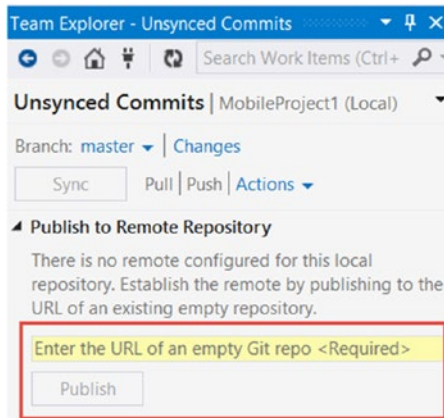 Team Explorer - Unsynced Commits
Search Work Items (Ctrl+
Unsynced Commits | MobileProject1 (Local)
Branch: master | Changes
Sync Pull | Push | Actions
Publish to Remote Repository
There is no remote configured for this local
repository. Establish the remote by publishing to the
URL of an existing empty repository.
Enter the URL of an empty Git repo <Required>
Publish